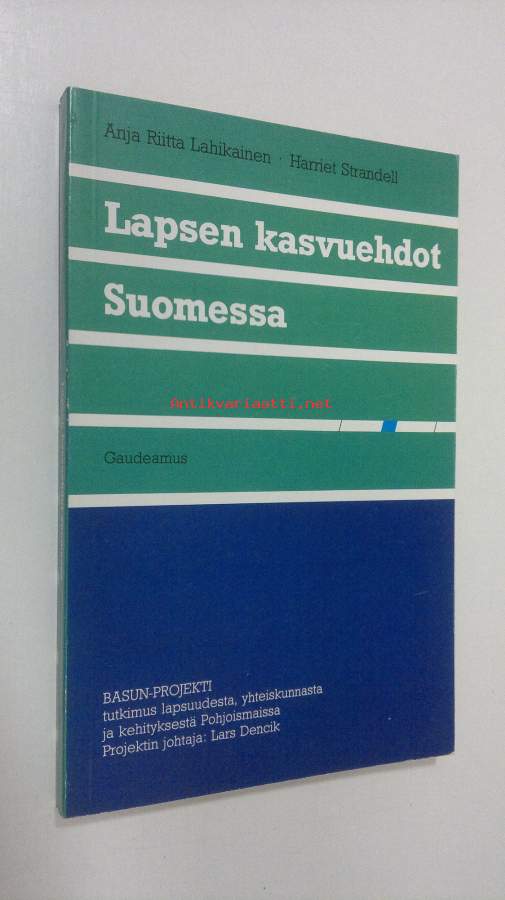 Anja Riitta Lahikainen · Harriet Strandell
Lapsen kasvuehdot
Suomessa
Antikvariaatti.net
Gaudeamus
BASUN-PROJEKTI
tutkimus lapsuudesta, yhteiskunnasta
ja kehityksestä Pohjoismaissa
Projektin johtaja: Lars Dencik